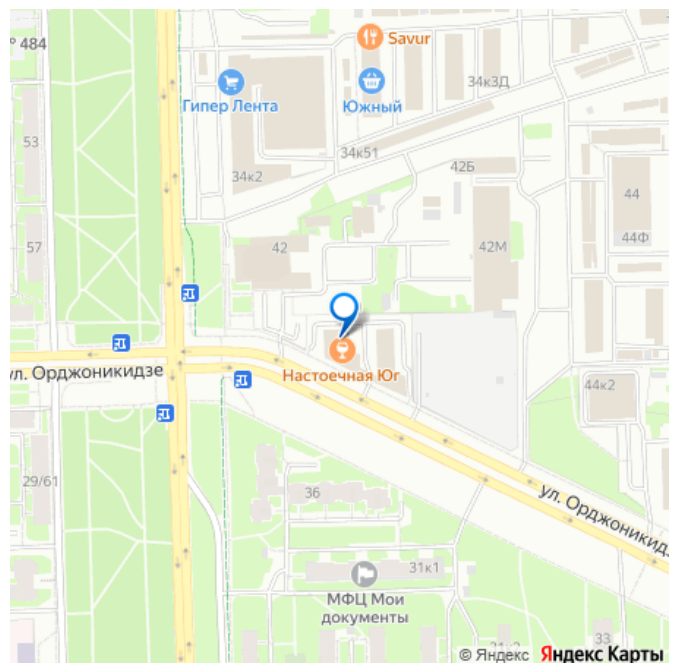 № 484
Savur
34к3Д
Гипер Лента
Южный
53
34к51
34к2
42Б
44
57
42
42М
44Ф
ул. Орджоникидзе
Настоечная Юг
44к2
29/61
36
ул. Орджоникидз
31к1
МФЦ Мои
документы
33
© Яндекс Яндекс Карты